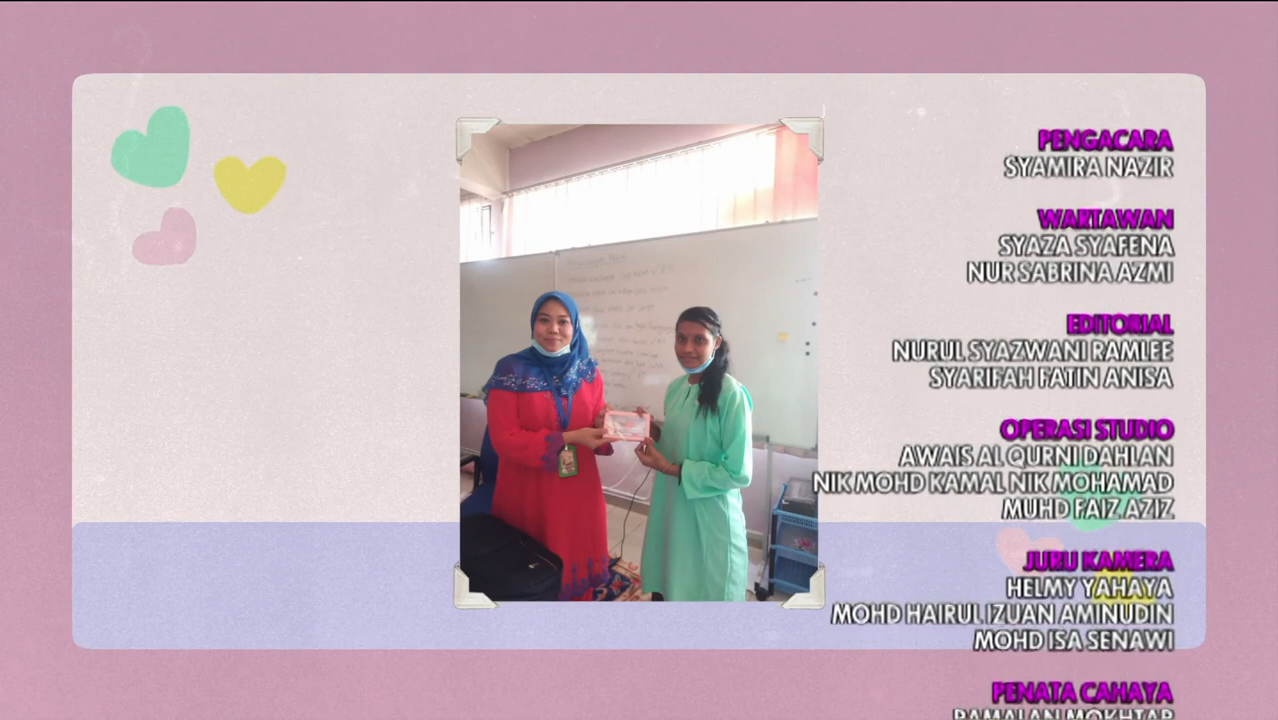 PENGACARA
SYAMIRA NAZIR
WARTAWAN
SYAZA SYAFENA
NUR SABRINA AZMI
EDITORIAL
NURUL SYAZWANI RAMLEE
SYARIFAH FATIN ANISA
OPERASI STUDIO
AWAIS AL QURNI DAHLAN
NIK MOHD KAMAL NIK MOHAMAD
MUHD FAIZ AZIZ
JURU KAMERA
HELMY YAHAYA
MOHD HAIRUL IZUAN AMINUDIN
MOHD ISA SENAWI
PENATA CAHAYA
RAMALAN MOKHTAR